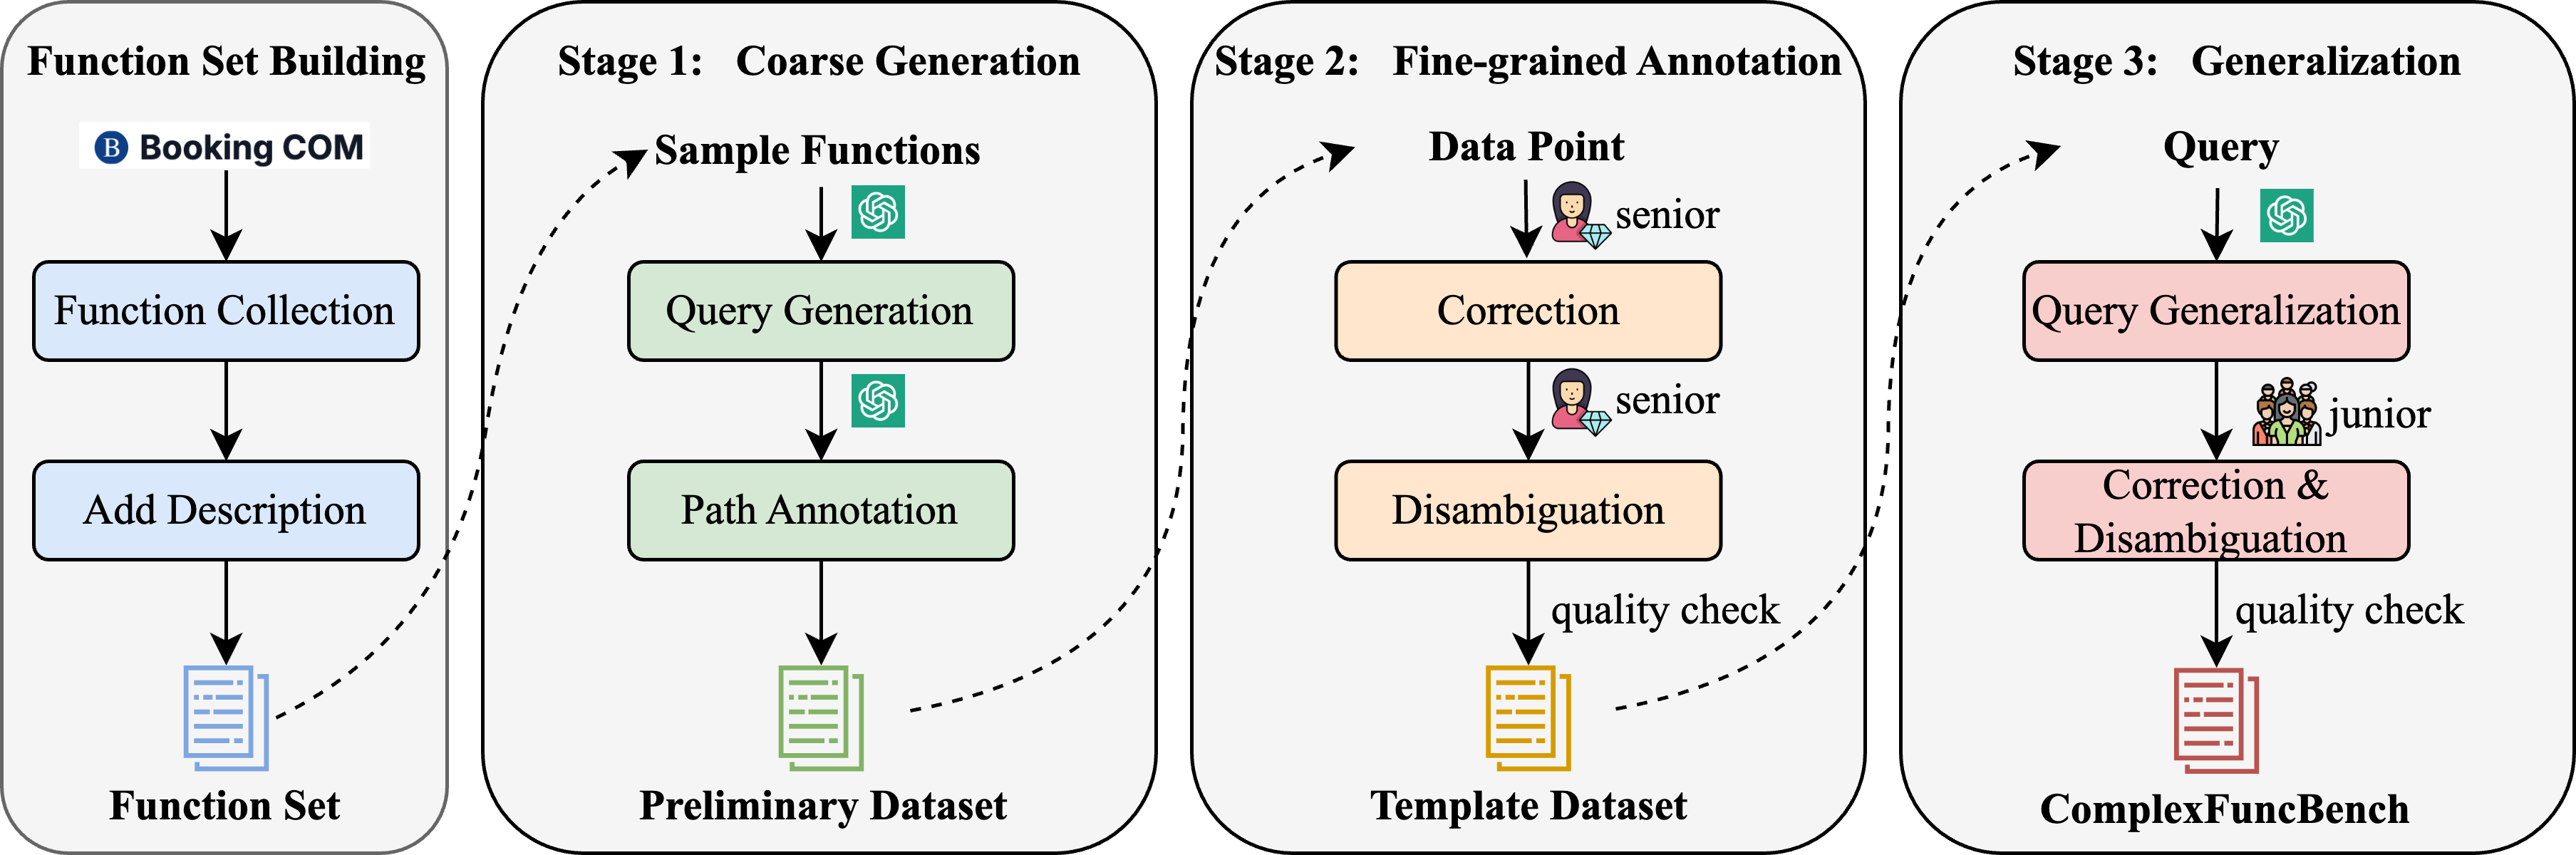 Function Set Building
B Booking COM
Function Collection
Add Description
Function Set
Stage 1: Coarse Generation
Sample Functions
Query Generation
Path Annotation
Preliminary Dataset
Stage 2: Fine-grained Annotation
Data Point
senior
Correction
senior
Disambiguation
quality check
Template Dataset
Stage 3: Generalization
Query
Query Generalization
junior
Correction &
Disambiguation
quality check
ComplexFuncBench